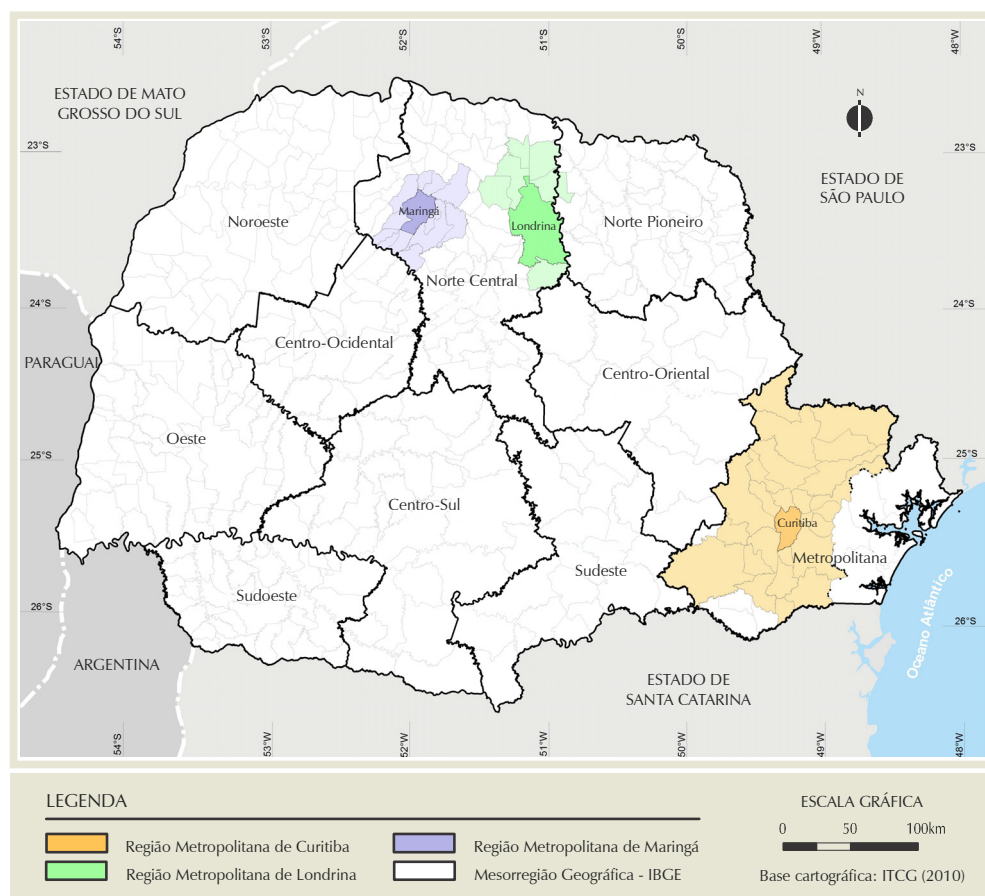 54°S
53°S
52°S
51°S
50°S
49°W
48°W
ESTADO DE MATO
GROSSO DO SUL
N
23°S
23°S
ESTADO DE
SÃO PAULO
Noroeste
Maringá
Londrina
Norte Pioneiro
Norte Central
24°S
24°S
PARAGUAI
Centro-Ocidental
Centro-Oriental
Oeste
25°S
25°S
Centro-Sul
Curitiba
Metropolitana
Sudeste
Sudoeste
26°S
26°S
Oceano Atlântico
ARGENTINA
ESTADO DE
SANTA CATARINA
54°S
53°W
52°W
51°W
50°W
49°W
48°W
LEGENDA
Região Metropolitana de Curitiba
Região Metropolitana de Londrina
Região Metropolitana de Maringá
Mesorregião Geográfica - IBGE
ESCALA GRÁFICA
0 50 100km
Base cartográfica: ITCG (2010)